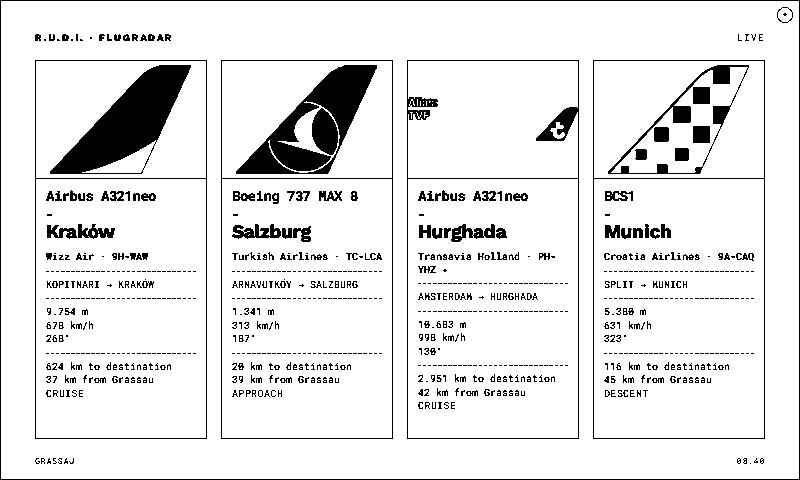 R.U.D.I. · FLUGRADAR
LIVE
Airbus A321neo
-
Kraków
Wizz Air · 9H-WAW
KOPITNARI → KRAKÓW
9.754 m
678 km/h
268°
624 km to destination
37 km from Grassau
CRUISE
Boeing 737 MAX 8
-
Salzburg
Turkish Airlines · TC-LCA
ARNAVUTKÖY → SALZBURG
1.341 m
313 km/h
187°
20 km to destination
39 km from Grassau
APPROACH
TVF
t
Airbus A321neo
-
Hurghada
Transavia Holland · PH-
YHZ
AMSTERDAM → HURGHADA
10.683 m
998 km/h
130°
2.951 km to destination
42 km from Grassau
CRUISE
BCS1
-
Munich
Croatia Airlines · 9A-CAQ
SPLIT → MUNICH
5.380 m
631 km/h
323°
116 km to destination
45 km from Grassau
DESCENT
GRASSAU
08.40